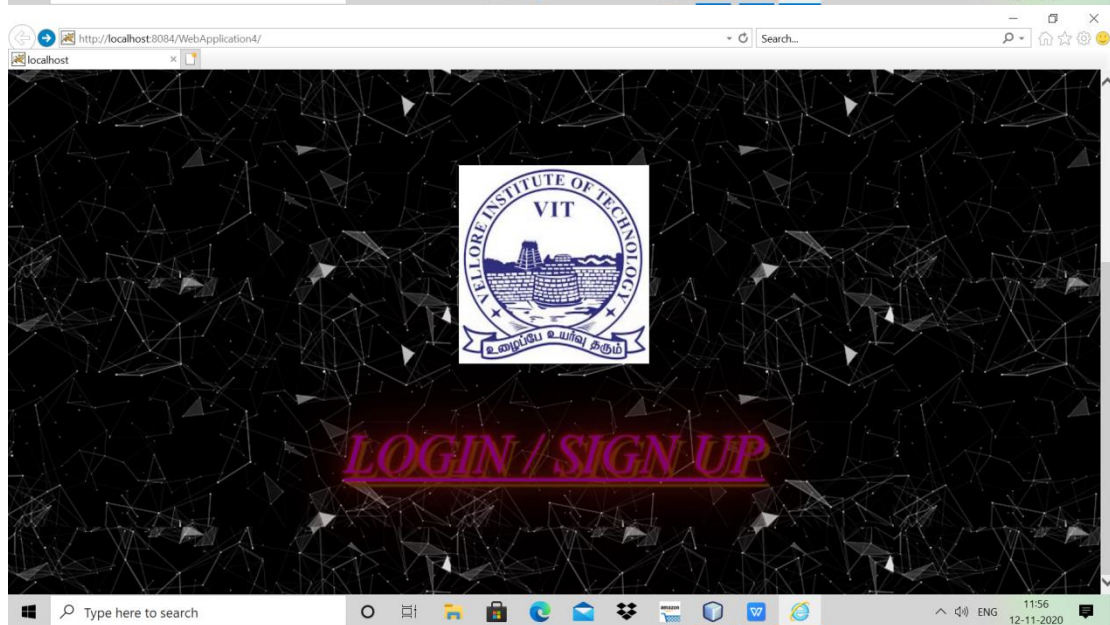 http://localhost:8084/WebApplication4/
Search...
localhost
VELLORE INSTITUTE OF TECHNOLOGY
VIT
உழைப்பே உயர்வு தரும்
LOGIN / SIGN UP
Type here to search
amazon
ENG
11:56
12-11-2020